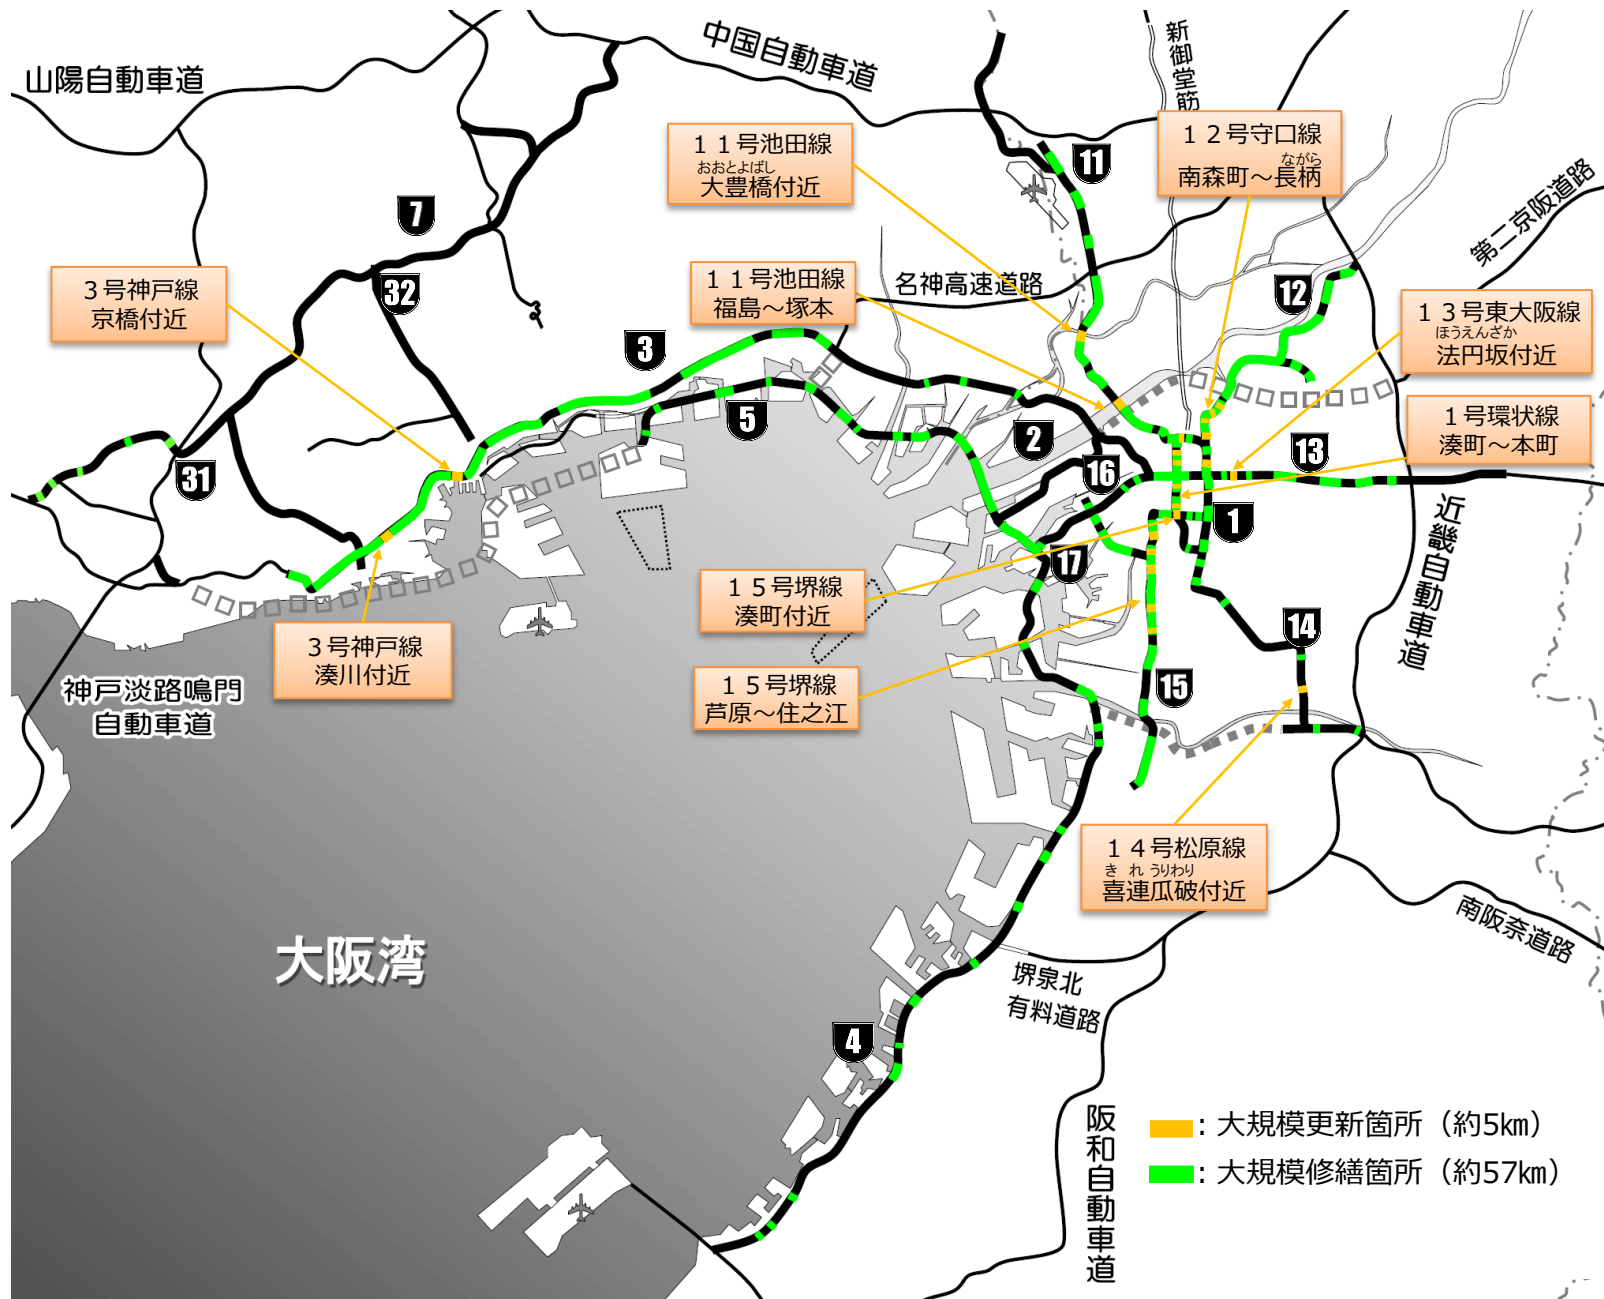 山陽自動車道
中国自動車道
新御堂筋
１１号池田線
おおとよばし
大豊橋付近
11
１２号守口線
ながら
南森町～長柄
第二京阪道路
7
３号神戸線
京橋付近
32
１１号池田線
福島～塚本
名神高速道路
12
１３号東大阪線
ほうえんざか
法円坂付近
3
5
2
１号環状線
湊町～本町
13
16
31
1
近畿自動車道
17
１５号堺線
湊町付近
14
３号神戸線
湊川付近
神戸淡路鳴門
自動車道
１５号堺線
芦原～住之江
15
１４号松原線
きれうりわり
喜連瓜破付近
南阪奈道路
大阪湾
堺泉北
有料道路
4
阪和自動車道
：大規模更新箇所（約5㎞）
：大規模修繕箇所（約57㎞）